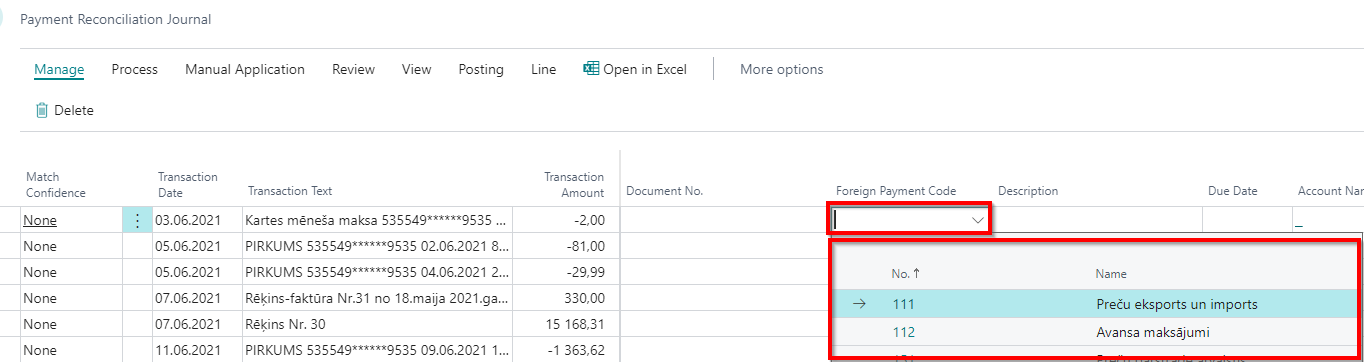 Payment Reconciliation Journal
Manage Process Manual Application Review View Posting Line Open in Excel More options
Delete
Match Confidence Transaction Date Transaction Text Transaction Amount Document No. Foreign Payment Code Description Due Date Account Nar
None 03.06.2021 Kartes mēneša maksa 535549******9535 ... -2,00
None 05.06.2021 PIRKUMS 535549******9535 02.06.2021 8... -81,00
None 05.06.2021 PIRKUMS 535549******9535 04.06.2021 2... -29,99
No. ↑ Name
None 07.06.2021 Rēķins-faktūra Nr.31 no 18.maija 2021.ga... 330,00
→ 111 Preču eksports un imports
None 07.06.2021 Rēķins Nr. 30 15 168,31
112 Avansa maksājumi
None 11.06.2021 PIRKUMS 535549******9535 09.06.2021 1... -1 363,62